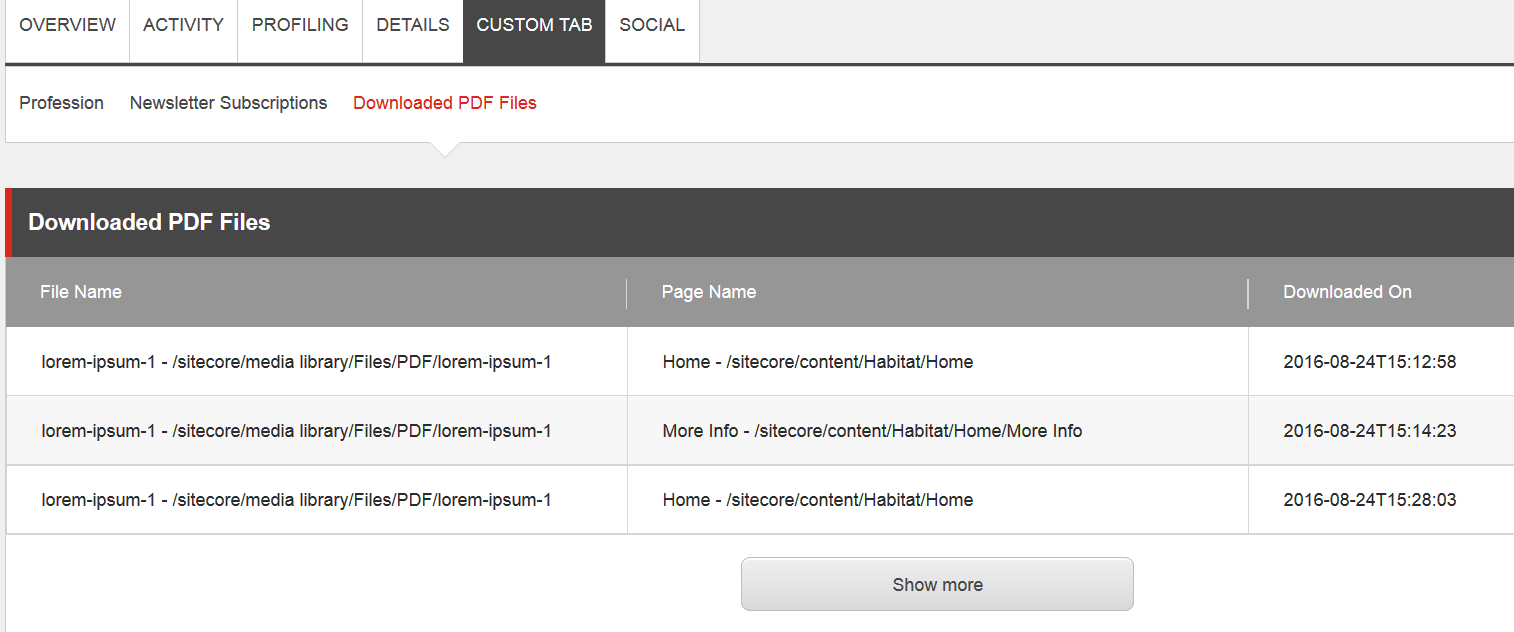 OVERVIEW ACTIVITY PROFILING DETAILS CUSTOM TAB SOCIAL
Profession Newsletter Subscriptions Downloaded PDF Files
Downloaded PDF Files
File Name Page Name Downloaded On
lorem-ipsum-1 - /sitecore/media library/Files/PDF/lorem-ipsum-1 Home - /sitecore/content/Habitat/Home 2016-08-24T15:12:58
lorem-ipsum-1 - /sitecore/media library/Files/PDF/lorem-ipsum-1 More Info - /sitecore/content/Habitat/Home/More Info 2016-08-24T15:14:23
lorem-ipsum-1 - /sitecore/media library/Files/PDF/lorem-ipsum-1 Home - /sitecore/content/Habitat/Home 2016-08-24T15:28:03
Show more